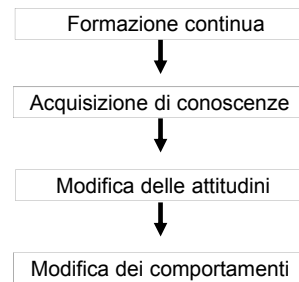 Formazione continua
Acquisizione di conoscenze
Modifica delle attitudini
Modifica dei comportamenti